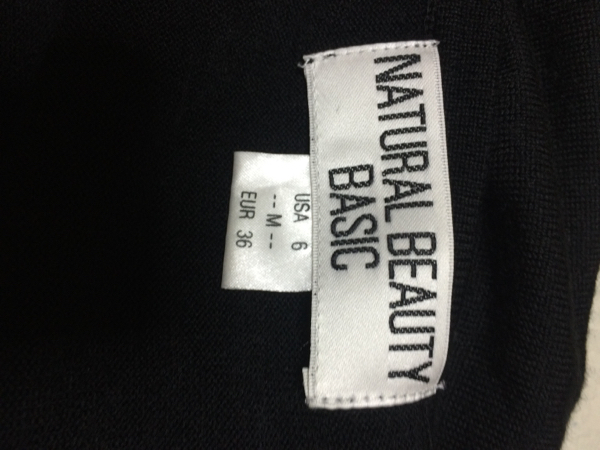 NATURAL BEAUTY
BASIC
USA 6
-- M --
EUR 36